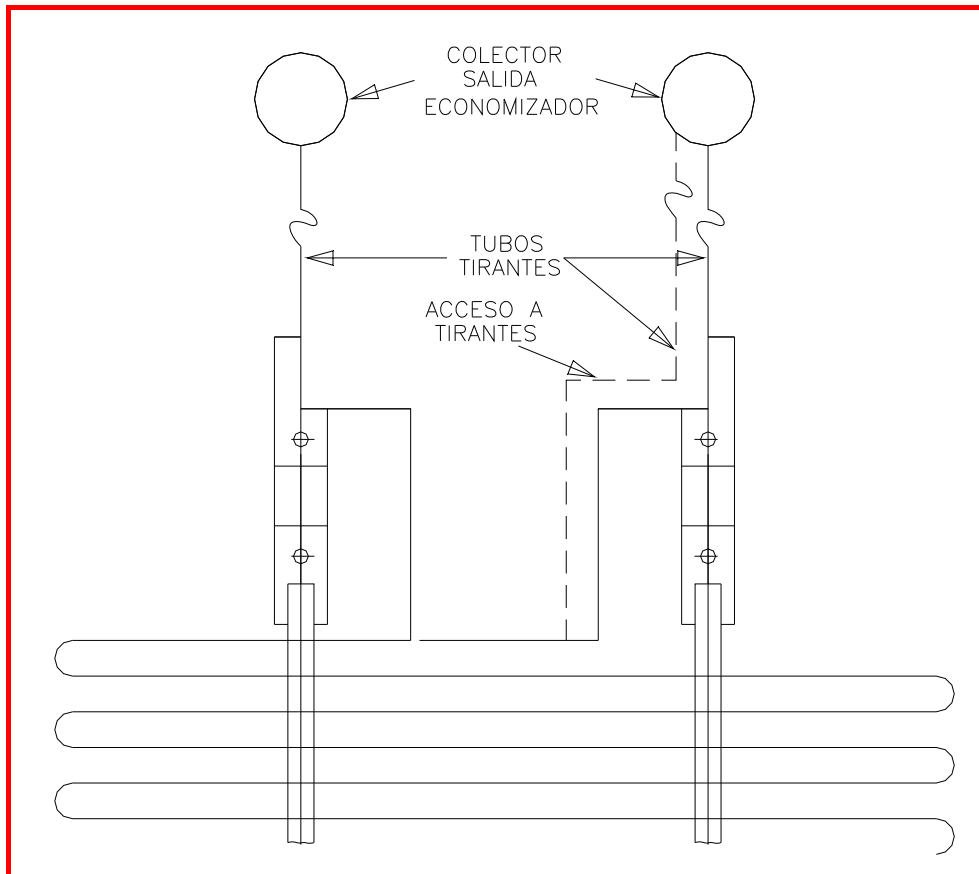 COLECTOR
SALIDA
ECONOMIZADOR
TUBOS
TIRANTES
ACCESO A
TIRANTES